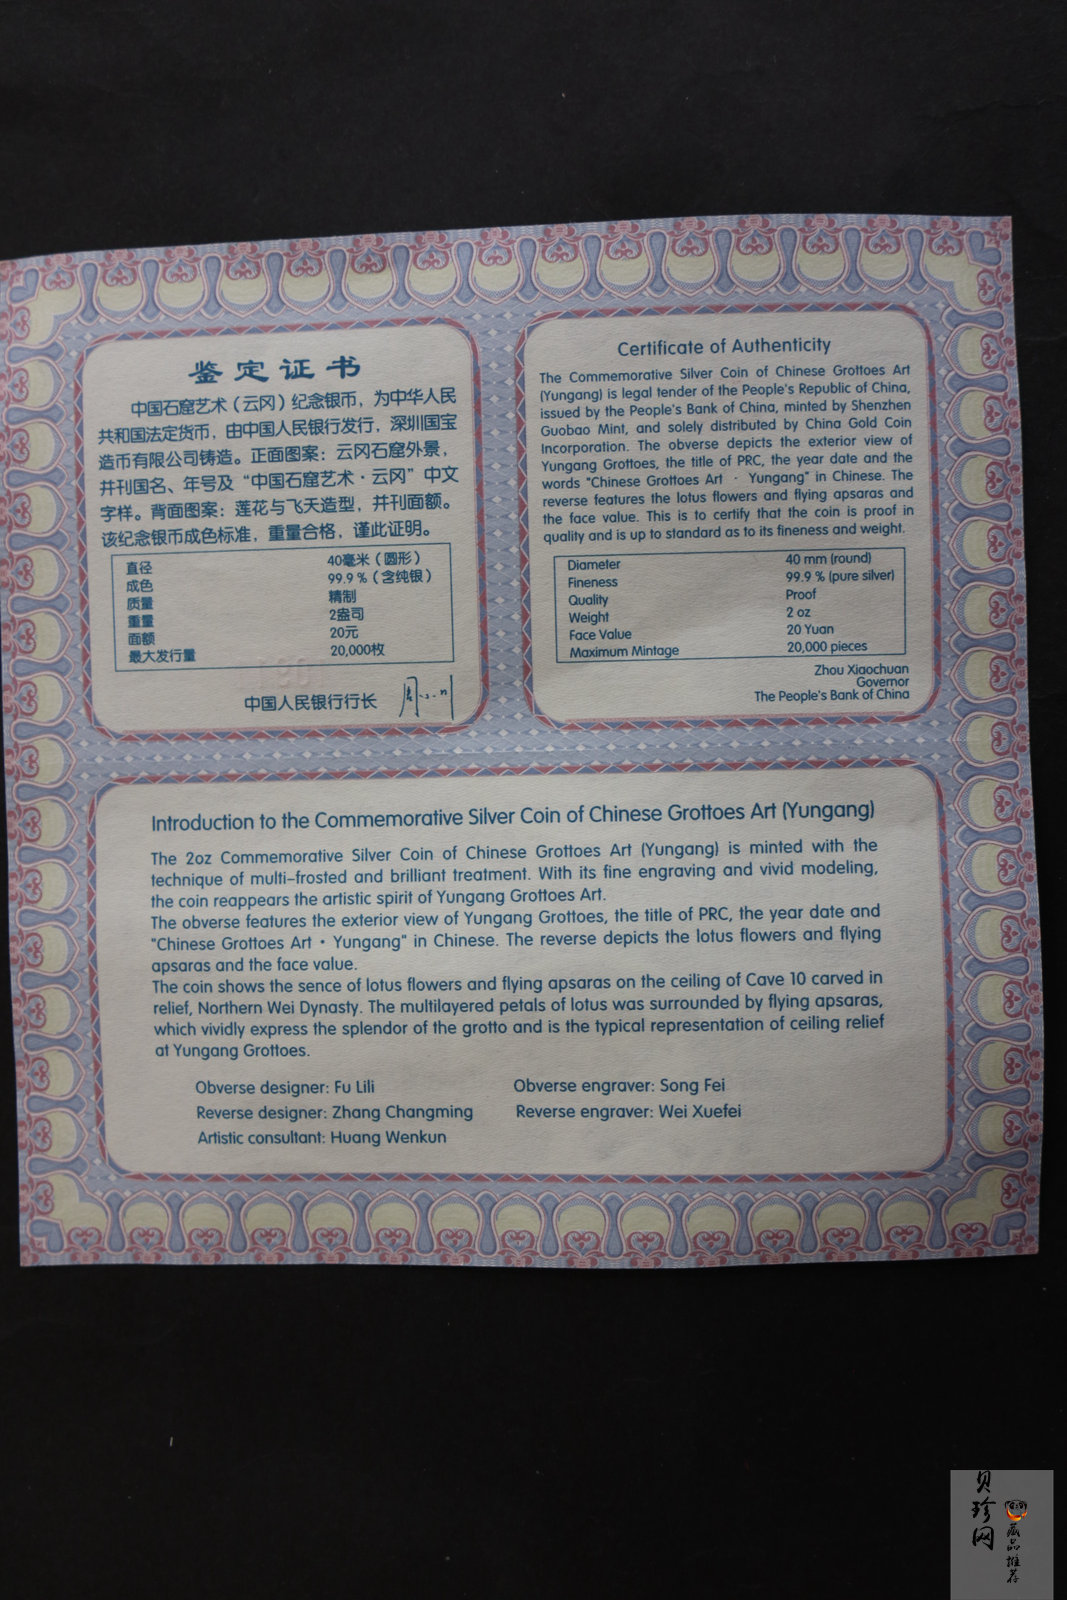 鉴定证书
中国石窟艺术（云冈）纪念银币，为中华人民
共和国法定货币，由中国人民银行发行，深圳国宝
造币有限公司铸造。正面图案：云冈石窟外景，
并刊国名、年号及“中国石窟艺术·云冈”中文
字样。背面图案：莲花与飞天造型，并刊面额。
该纪念银币成色标准，重量合格，谨此证明。
直径 40毫米（圆形）
成色 99.9%（含纯银）
质量 精制
重量 2盎司
面额 20元
最大发行量 20,000枚
中国人民银行行长
Certificate of Authenticity
The Commemorative Silver Coin of Chinese Grottoes Art
(Yungang) is legal tender of the People's Republic of China,
issued by the People's Bank of China, minted by Shenzhen
Guobao Mint, and solely distributed by China Gold Coin
Incorporation. The obverse depicts the exterior view of
Yungang Grottoes, the title of PRC, the year date and the
words "Chinese Grottoes Art · Yungang" in Chinese. The
reverse features the lotus flowers and flying apsaras and
the face value. This is to certify that the coin is proof in
quality and is up to standard as to its fineness and weight.
Diameter 40 mm (round)
Fineness 99.9 % (pure silver)
Quality Proof
Weight 2 oz
Face Value 20 Yuan
Maximum Mintage 20,000 pieces
Zhou Xiaochuan
Governor
The People's Bank of China
Introduction to the Commemorative Silver Coin of Chinese Grottoes Art (Yungang)
The 2oz Commemorative Silver Coin of Chinese Grottoes Art (Yungang) is minted with the
technique of multi-frosted and brilliant treatment. With its fine engraving and vivid modeling,
the coin reappears the artistic spirit of Yungang Grottoes Art.
The obverse features the exterior view of Yungang Grottoes, the title of PRC, the year date and
"Chinese Grottoes Art · Yungang" in Chinese. The reverse depicts the lotus flowers and flying
apsaras and the face value.
The coin shows the sence of lotus flowers and flying apsaras on the ceiling of Cave 10 carved in
relief, Northern Wei Dynasty. The multilayered petals of lotus was surrounded by flying apsaras,
which vividly express the splendor of the grotto and is the typical representation of ceiling relief
at Yungang Grottoes.
Obverse designer: Fu Lili Obverse engraver: Song Fei
Reverse designer: Zhang Changming Reverse engraver: Wei Xuefei
Artistic consultant: Huang Wenkun
贝珍网
藏品推荐